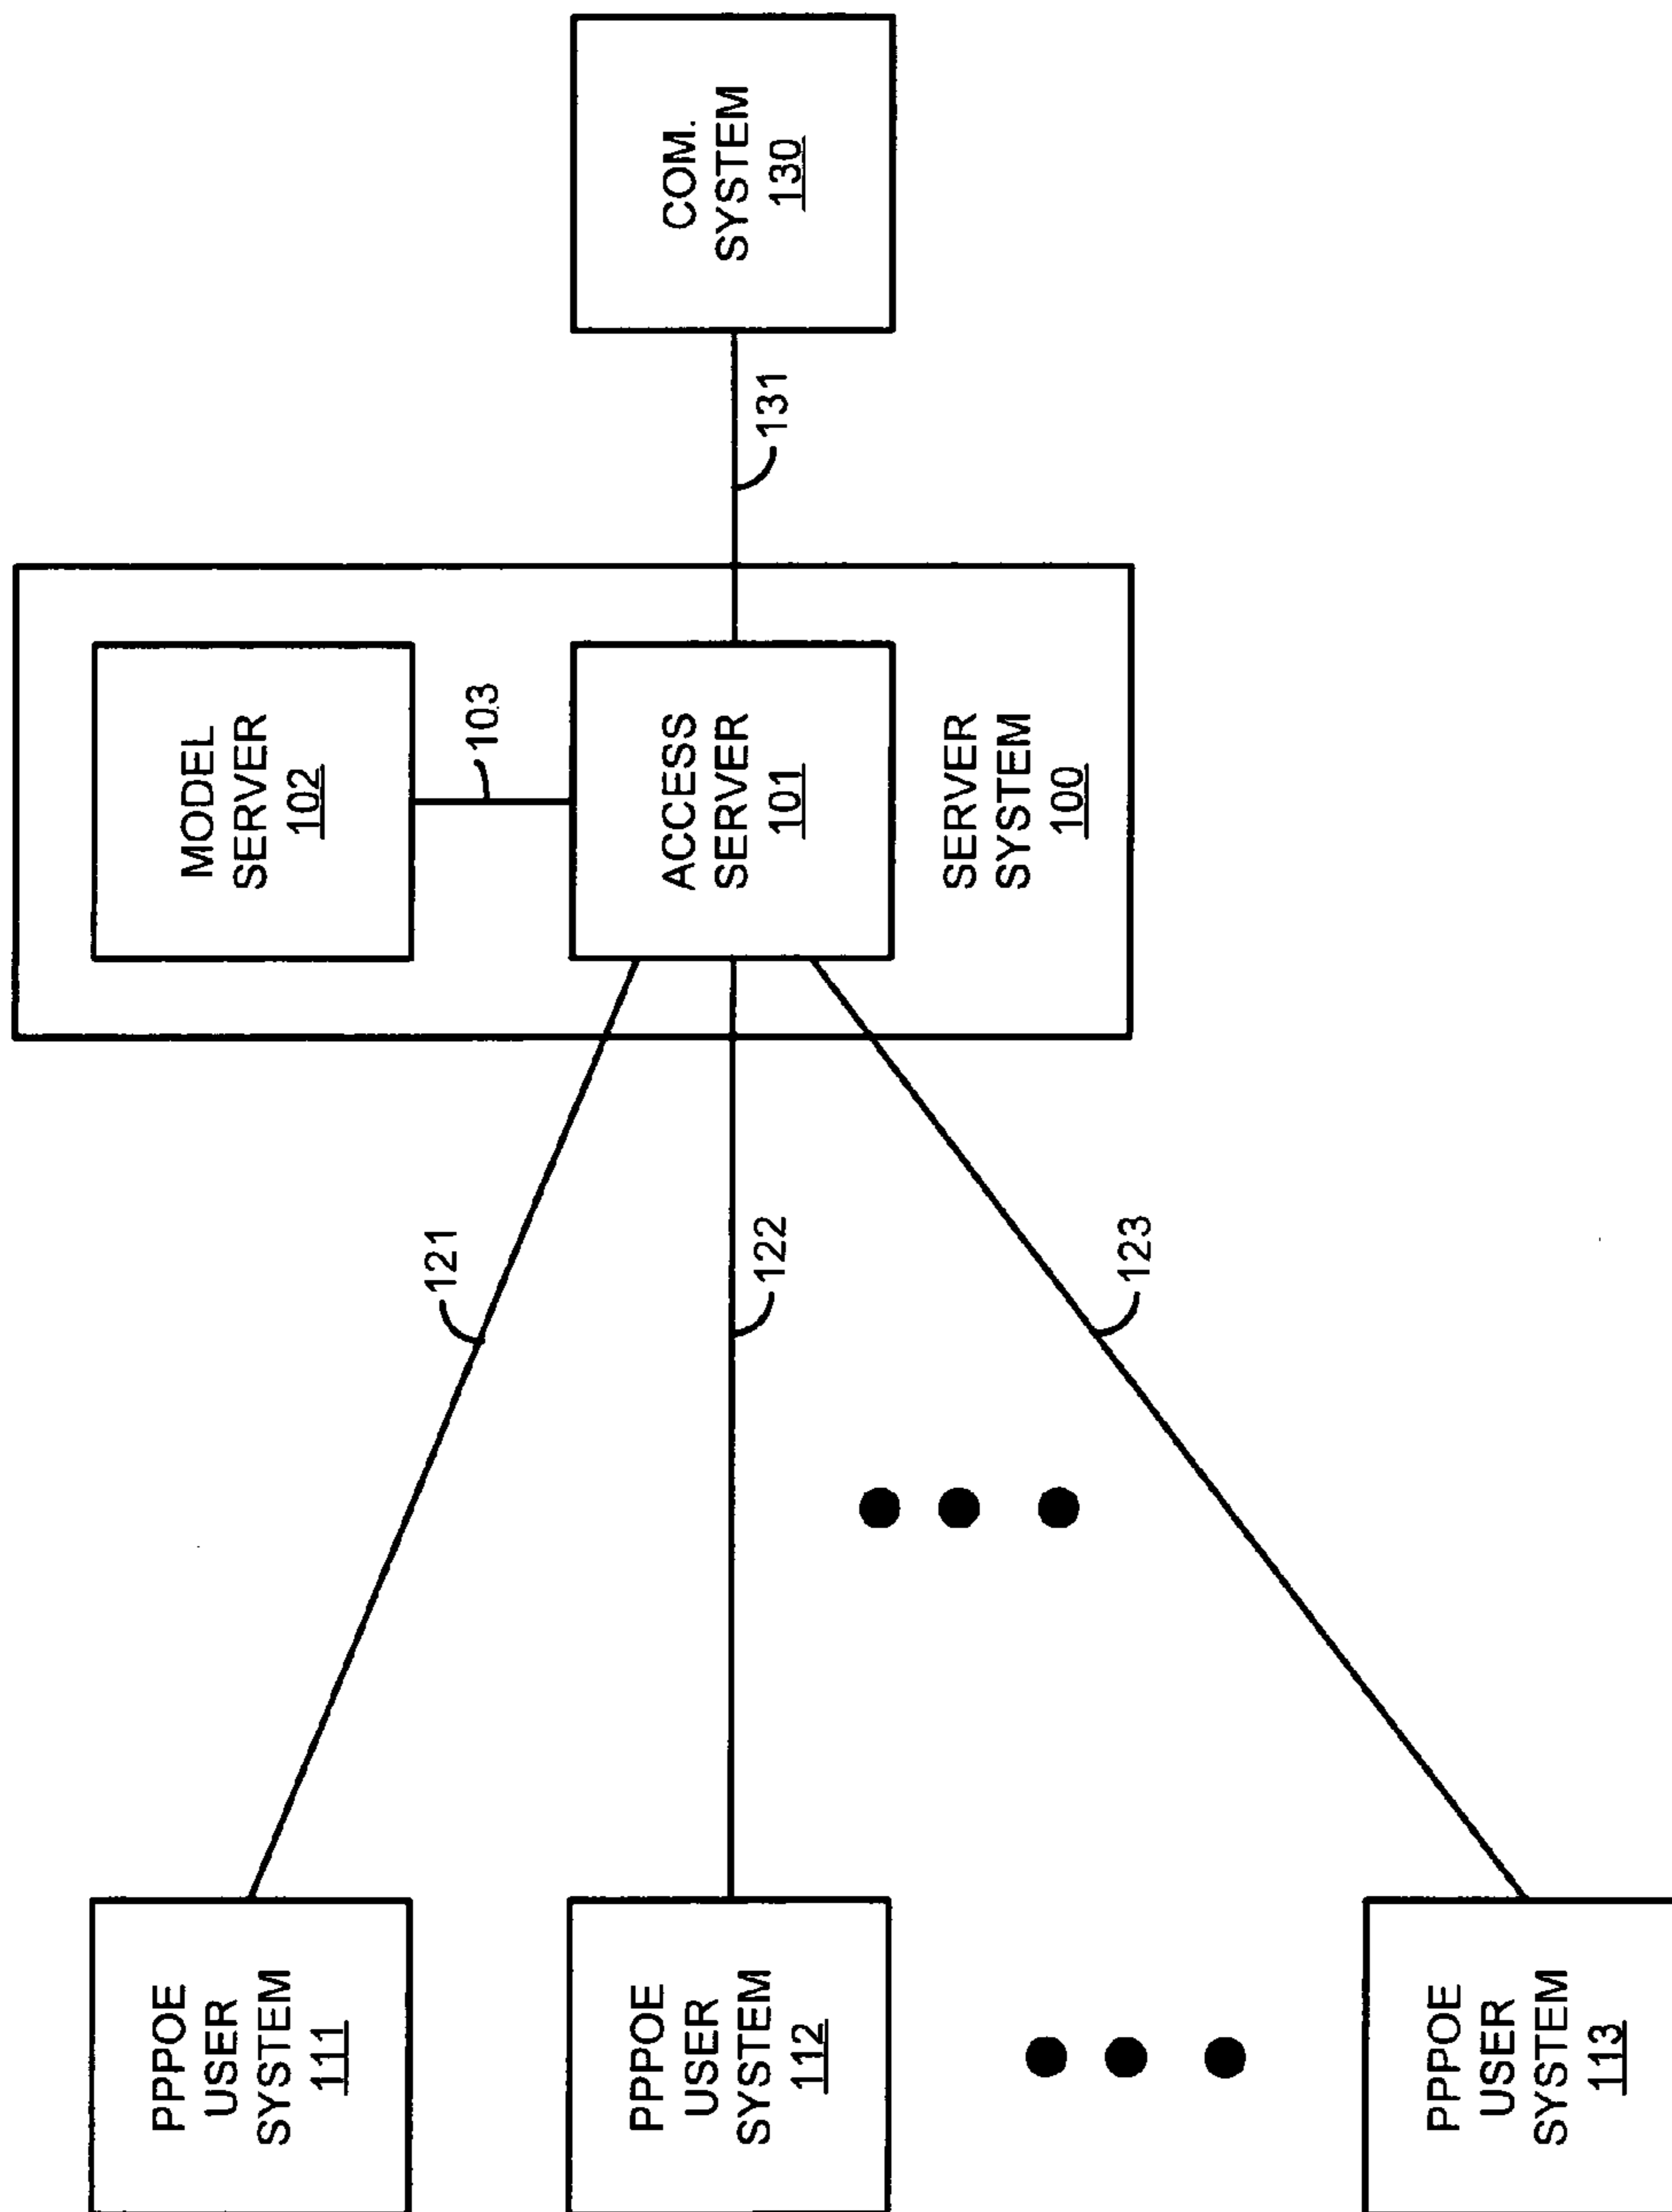 PPPOE
USER
SYSTEM
111
PPPOE
USER
SYSTEM
112
PPPOE
USER
SYSTEM
113
121
122
123
MODEL
SERVER
102
103
ACCESS
SERVER
101
SERVER
SYSTEM
100
131
COM.
SYSTEM
130